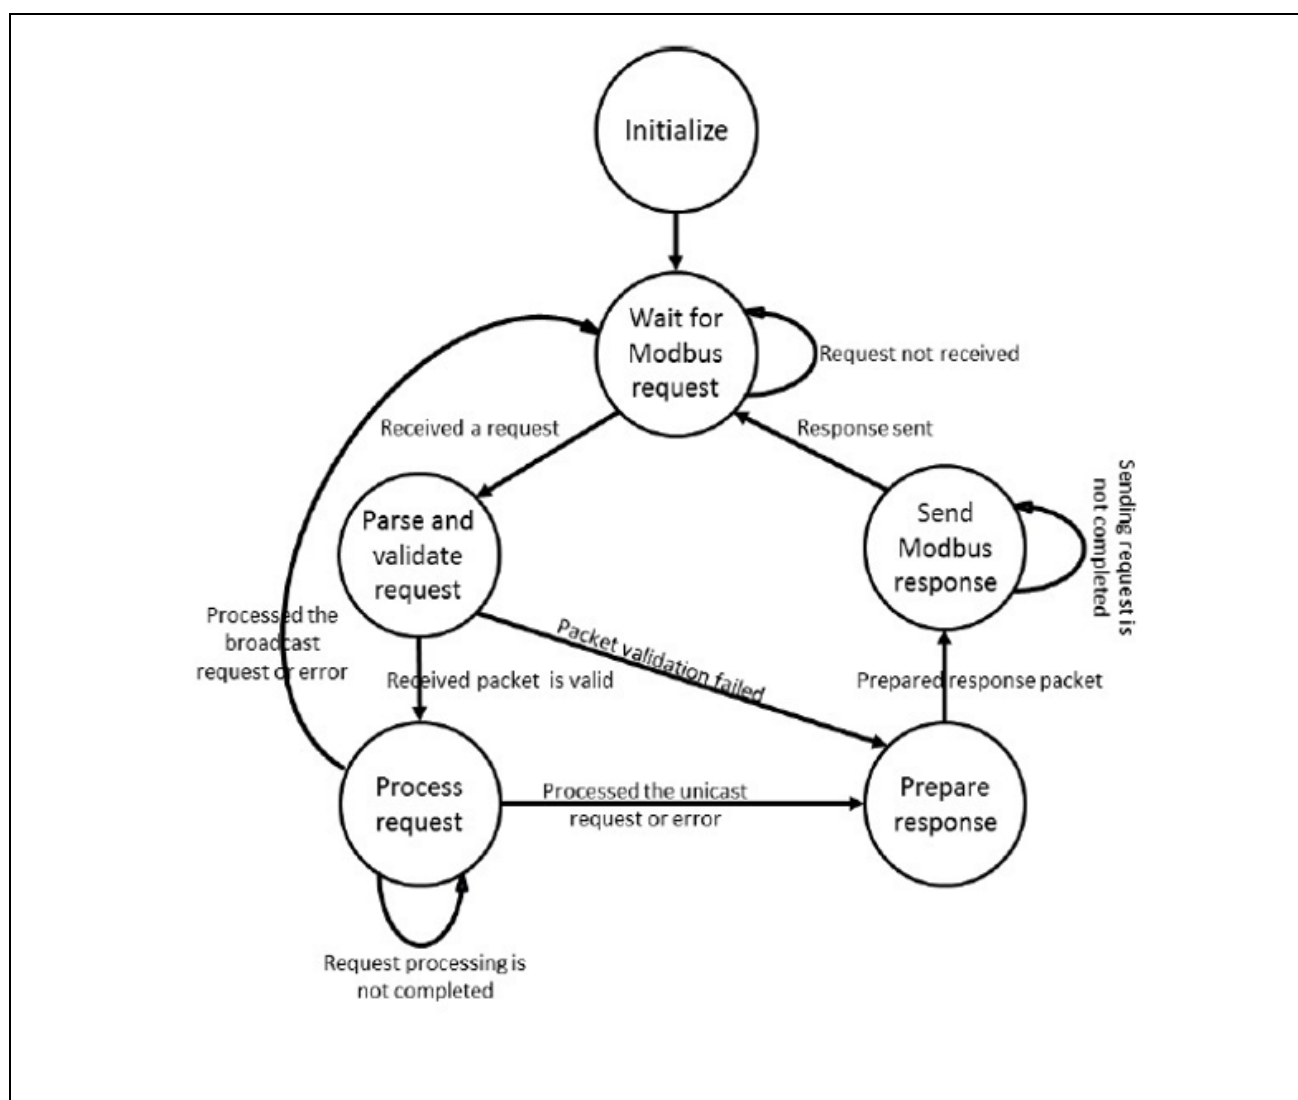 Initialize
Wait for
Modbus
request
Request not received
Received a request
Response sent
Parse and
validate
request
Send
Modbus
response
Sending request is
not completed
Processed the
broadcast
request or error
Packet validation failed
Received packet is valid
Prepared response packet
Process
request
Processed the unicast
request or error
Prepare
response
Request processing is
not completed